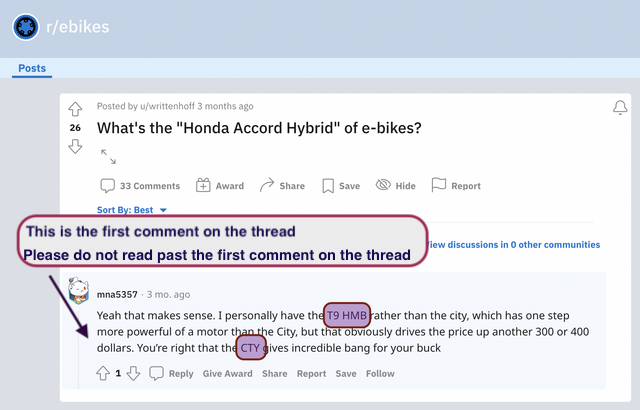 r/ebikes
Posts
Posted by u/writtenhoff 3 months ago
26
What's the "Honda Accord Hybrid" of e-bikes?
33 Comments Award Share Save Hide Report
Sort By: Best
This is the first comment on the thread
Please do not read past the first comment on the thread
View discussions in 0 other communities
mna5357 · 3 mo. ago
Yeah that makes sense. I personally have the T9 HMB rather than the city, which has one step
more powerful of a motor than the City, but that obviously drives the price up another 300 or 400
dollars. You're right that the CTY gives incredible bang for your buck
1 Reply Give Award Share Report Save Follow